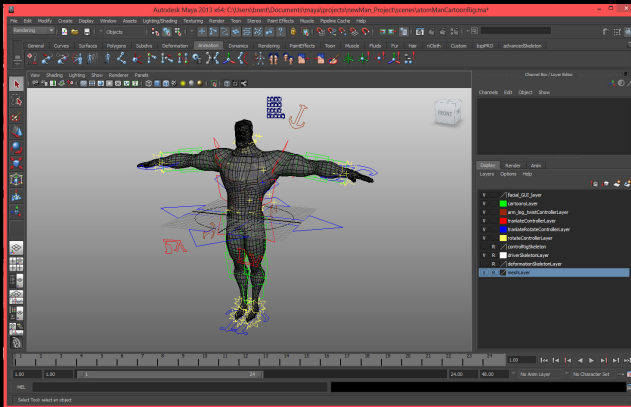 Autodesk Maya 2013 x64: C:\Users\brent\Documents\maya\projects\newMan_Project\scenes\atomManCartoonRig.ma*
File Edit Modify Create Display Window Assets Lighting/Shading Texturing Render Toon Stereo Paint Effects Muscle Pipeline Cache Help
Rendering Objects
General Curves Surfaces Polygons Subdivs Deformation Animation Dynamics Rendering PaintEffects Toon Muscle Fluids Fur Hair nCloth Custom bppPRO advancedSkeleton
View Shading Lighting Show Renderer Panels
Channel Box / Layer Editor
Channels Edit Object Show
FRONT
Display Render Anim
Layers Options Help
V facial_GUI_layer
V cartoonyLayer
V arm_leg_twistControllerLayer
V translateControllerLayer
V translateRotateControllerLayer
V rotateControllerLayer
R controlRigSkeleton
V R driverSkeletonLayer
R deformationSkeletonLayer
V R meshLayer
1.00
1.00 1.00 1 24 24.00 48.00 No Anim Layer No Character Set
MEL
Select Tool: select an object